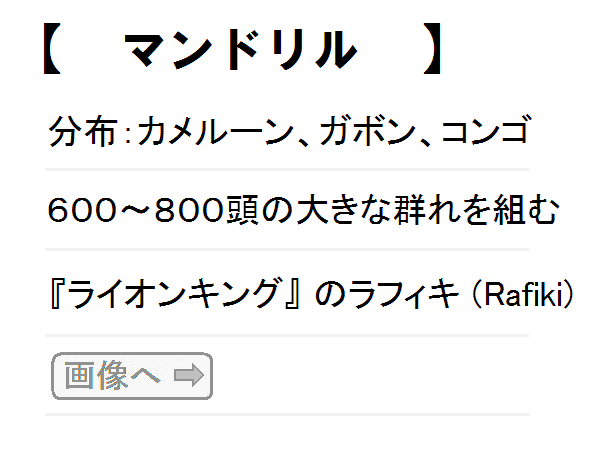 【　マンドリル　】
分布：カメルーン、ガボン、コンゴ
６００～８００頭の大きな群れを組む
『ライオンキング』のラフィキ（Rafiki）
画像へ ⇨